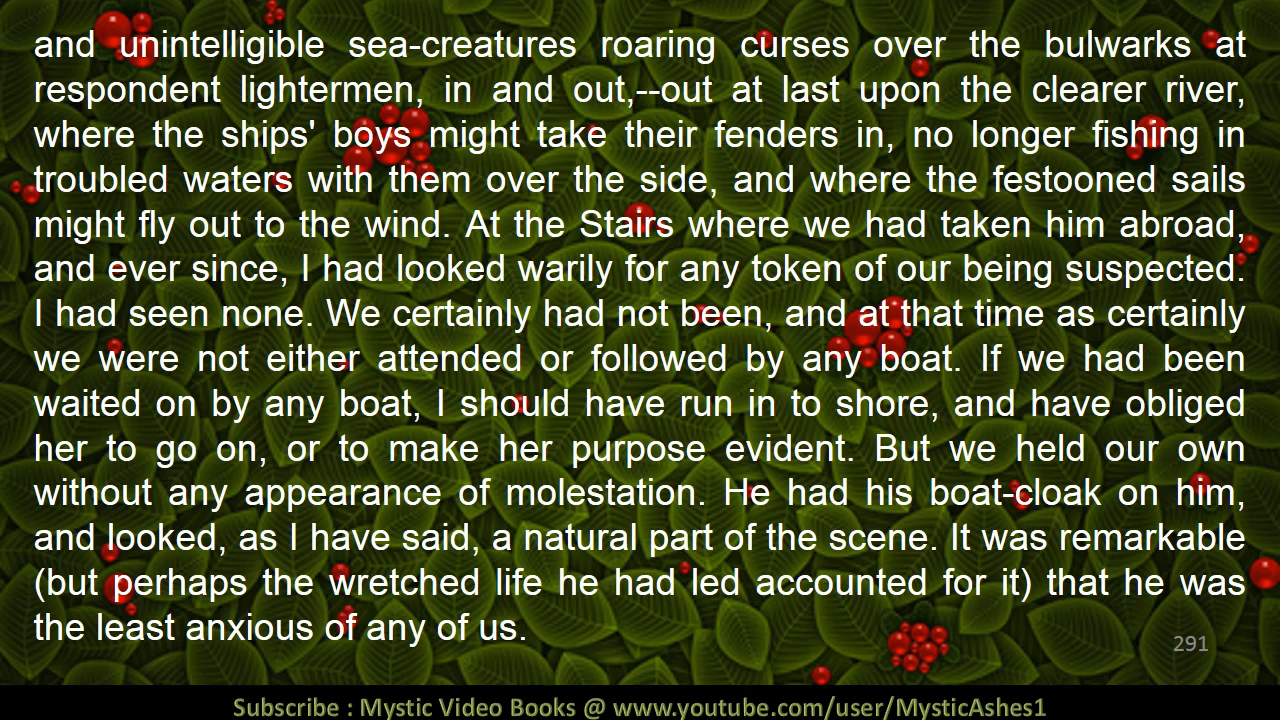 and unintelligible sea-creatures roaring curses over the bulwarks at
respondent lightermen, in and out,--out at last upon the clearer river,
where the ships' boys might take their fenders in, no longer fishing in
troubled waters with them over the side, and where the festooned sails
might fly out to the wind. At the Stairs where we had taken him abroad,
and ever since, I had looked warily for any token of our being suspected.
I had seen none. We certainly had not been, and at that time as certainly
we were not either attended or followed by any boat. If we had been
waited on by any boat, I should have run in to shore, and have obliged
her to go on, or to make her purpose evident. But we held our own
without any appearance of molestation. He had his boat-cloak on him,
and looked, as I have said, a natural part of the scene. It was remarkable
(but perhaps the wretched life he had led accounted for it) that he was
the least anxious of any of us.
291
Subscribe : Mystic Video Books @ www.youtube.com/user/MysticAshes1